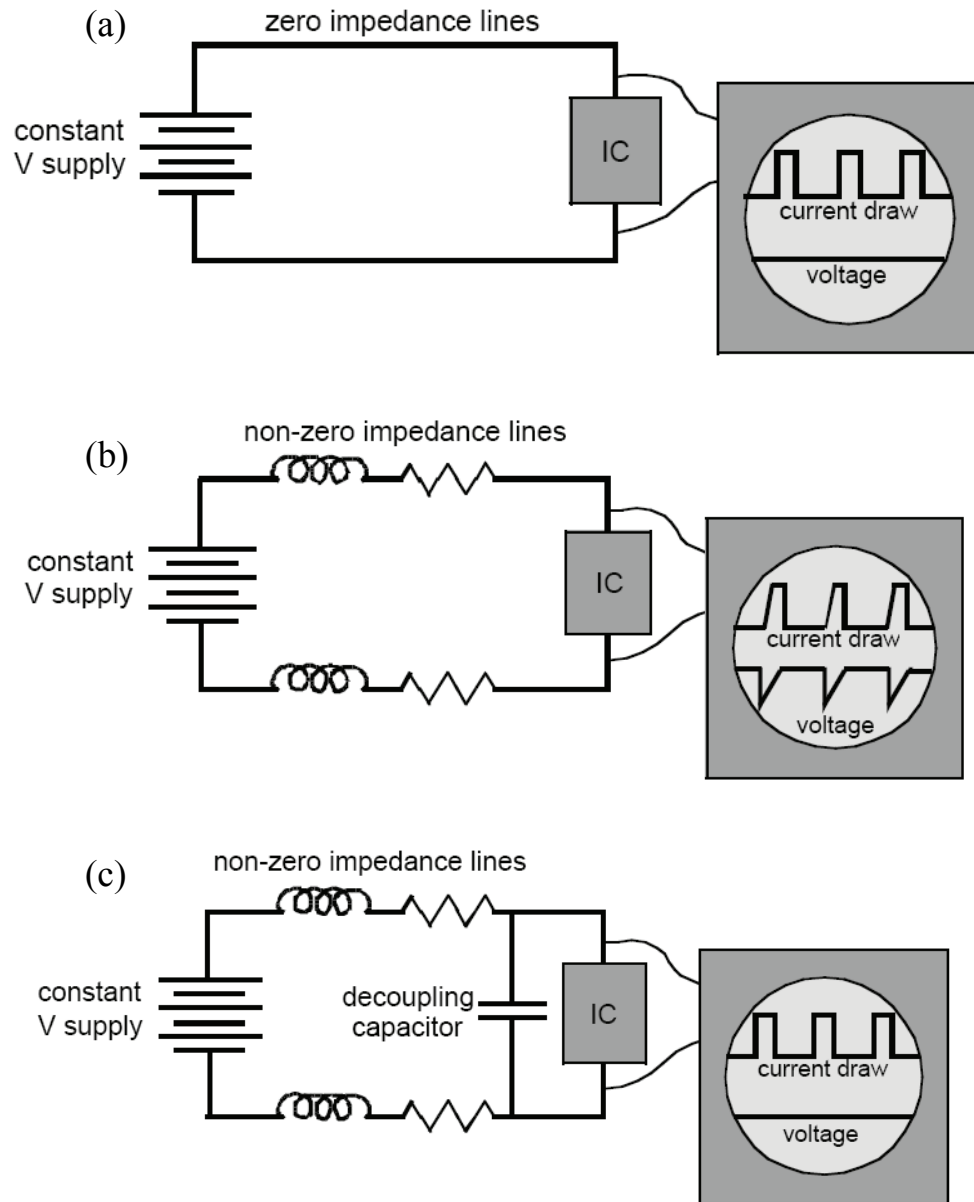 (a)
zero impedance lines
constant
V supply
IC
current draw
voltage
(b)
non-zero impedance lines
constant
V supply
IC
current draw
voltage
(c)
non-zero impedance lines
constant
V supply
decoupling
capacitor
IC
current draw
voltage